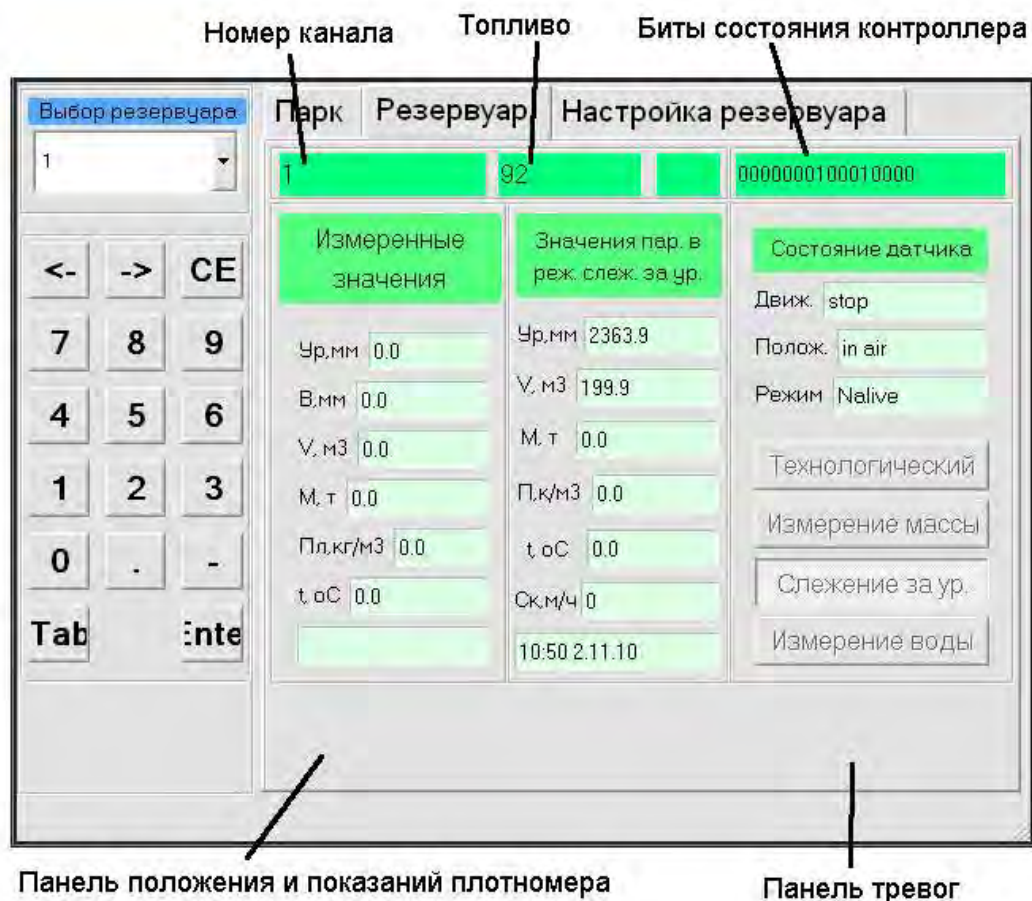 Номер канала
Топливо
Биты состояния контроллера
Выбор резервуара
1
Парк
Резервуар.
Настройка резервуара
1
92
0000000100010000
<-
->
CE
7
8
9
4
5
6
1
2
3
0
.
-
Tab
Ente
Измеренные
значения
Ур,мм 0.0
В,мм 0.0
V, м3 0.0
М, т 0.0
Пл,кг/м3 0.0
t, oC 0.0
Значения пар. в
реж. слеж. за ур.
Ур,мм 2363.9
V, м3 199.9
М, т 0.0
П,к/м3 0.0
t, oC 0.0
Ск,м/ч 0
10:50 2.11.10
Состояние датчика
Движ. stop
Полож. in air
Режим Nalive
Технологический
Измерение массы
Слежение за ур.
Измерение воды
Панель положения и показаний плотномера
Панель тревог